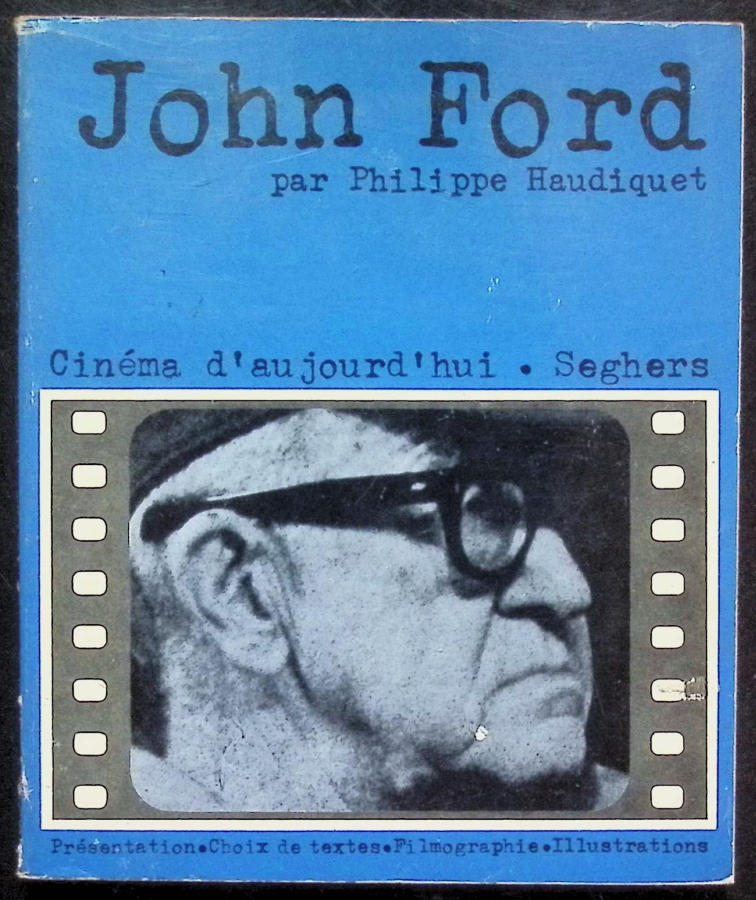 John Ford
par Philippe Haudiquet
Cinéma d'aujourd'hui • Seghers
Présentation•Choix de textes•Filmographie•Illustrations